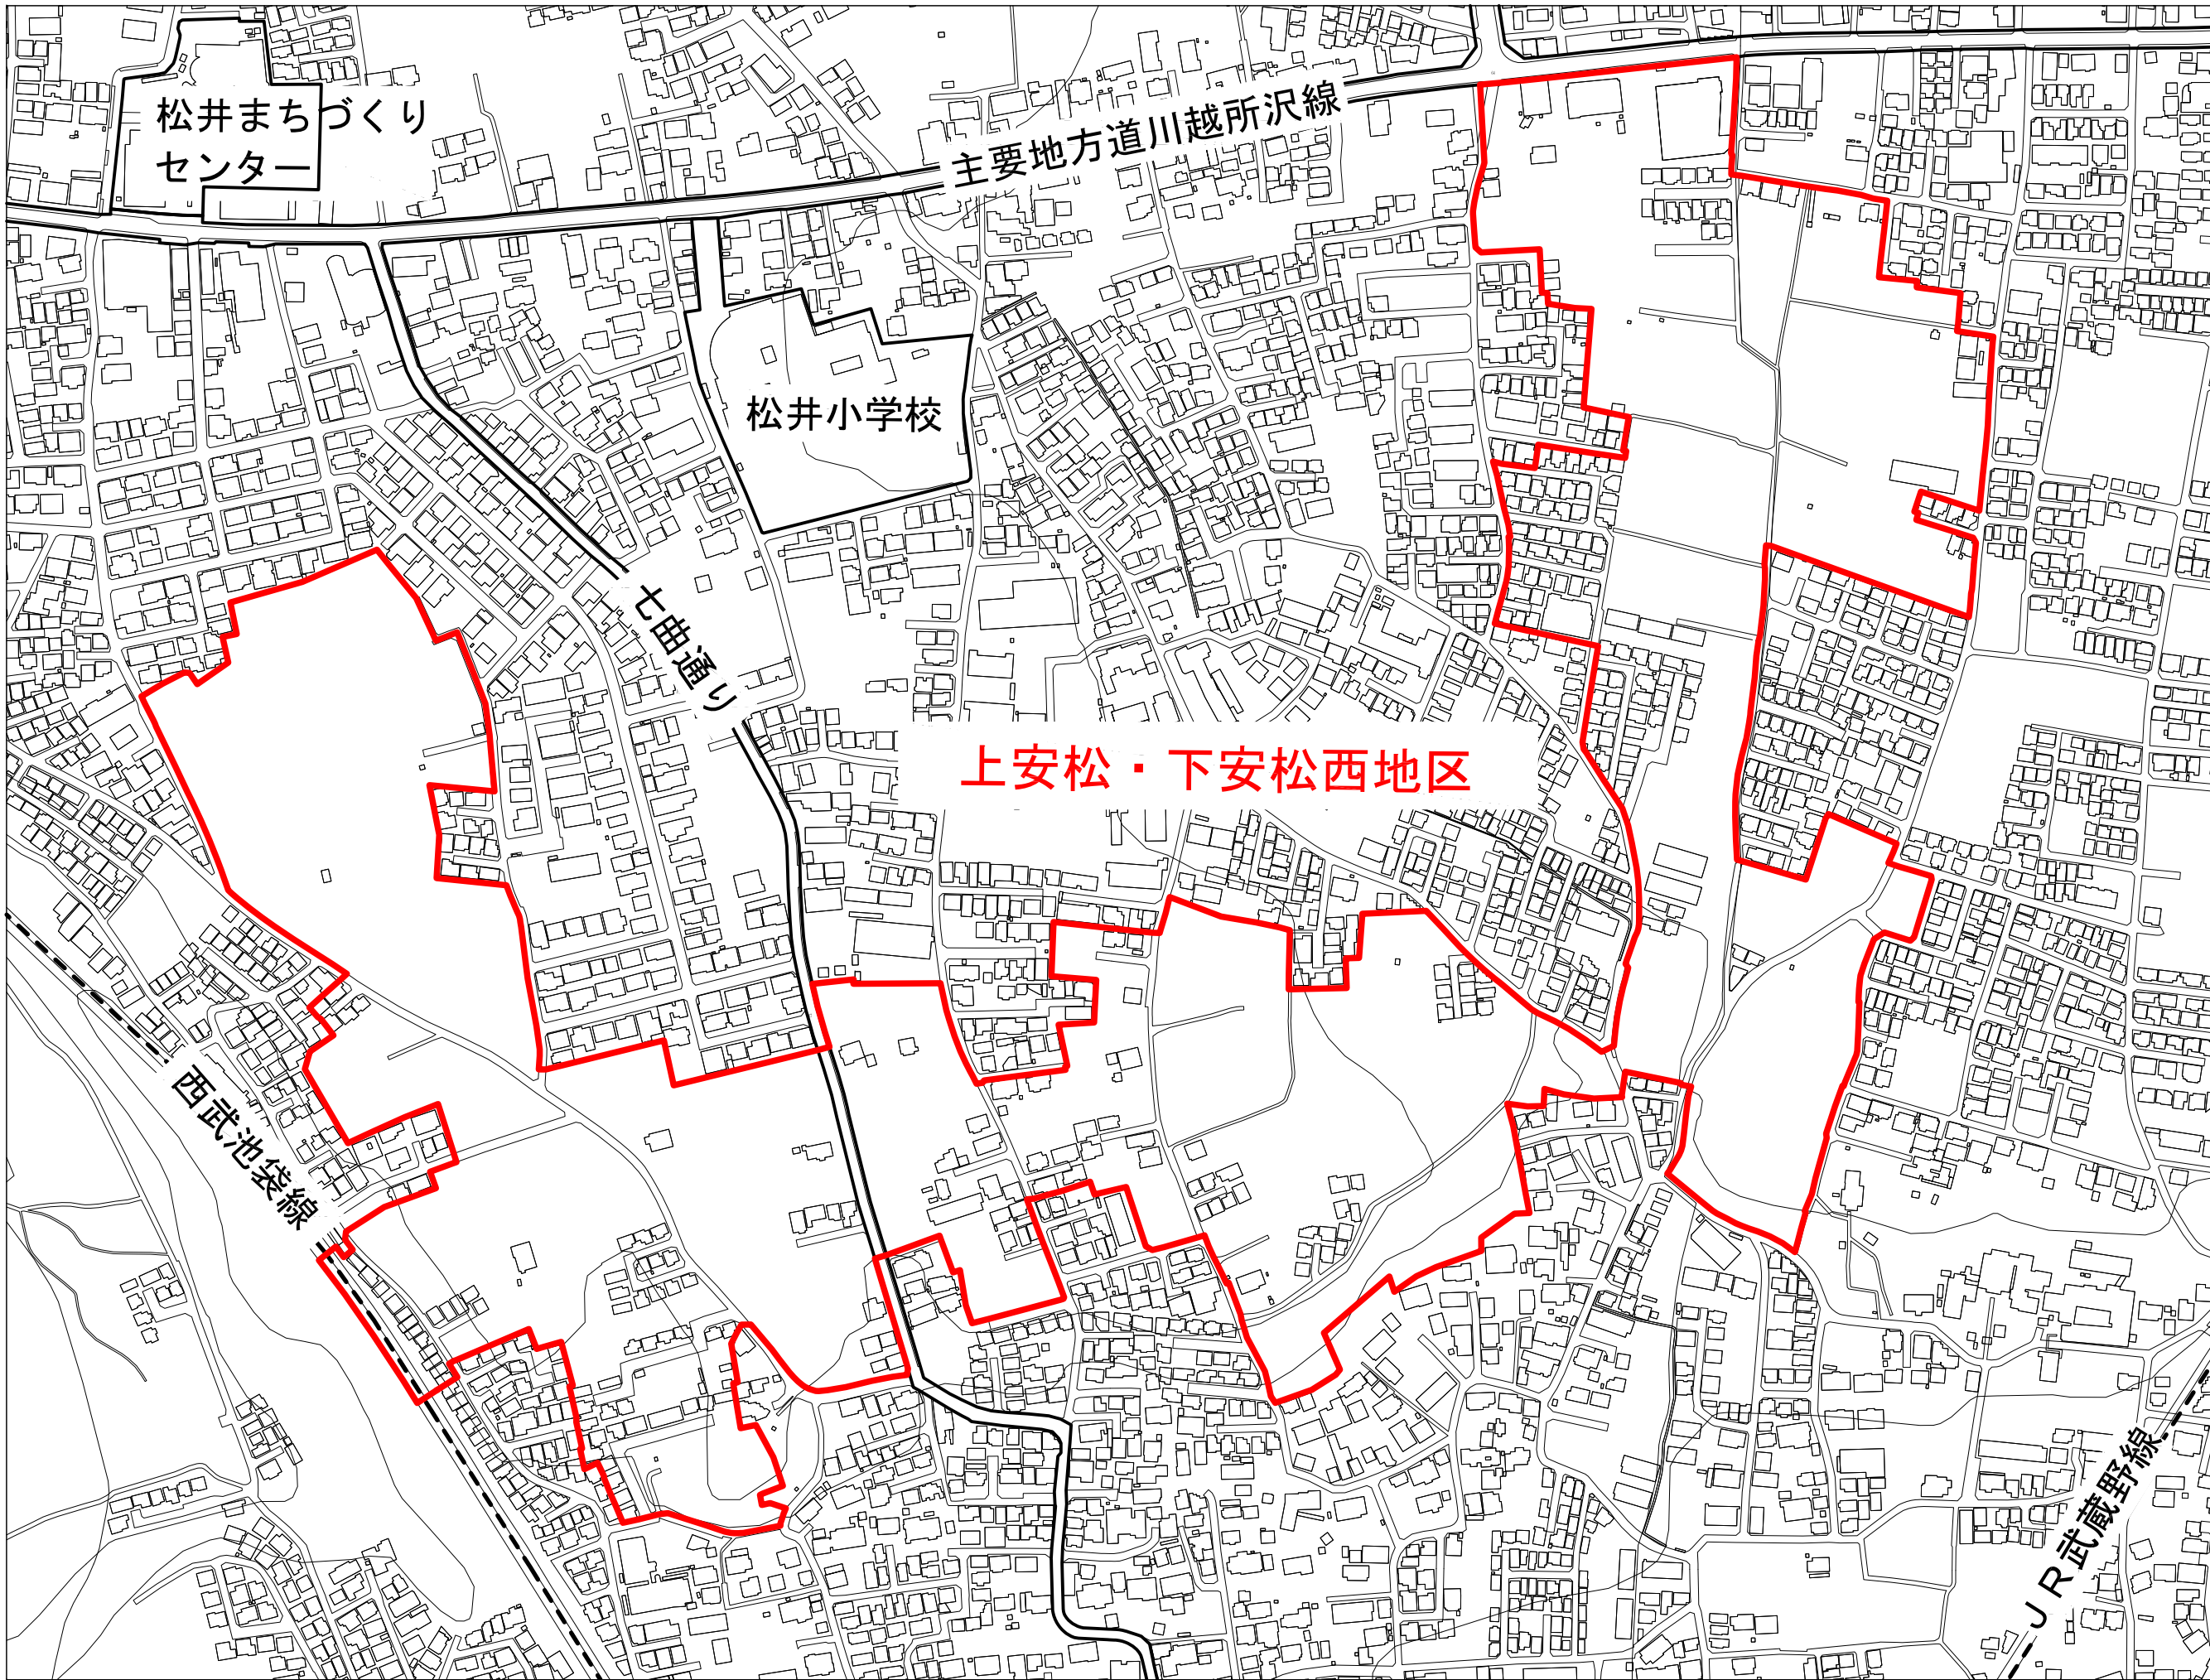 松井まちづくり
センター
主要地方道川越所沢線
松井小学校
七曲通り
上安松・下安松西地区
西武池袋線
ＪＲ武蔵野線